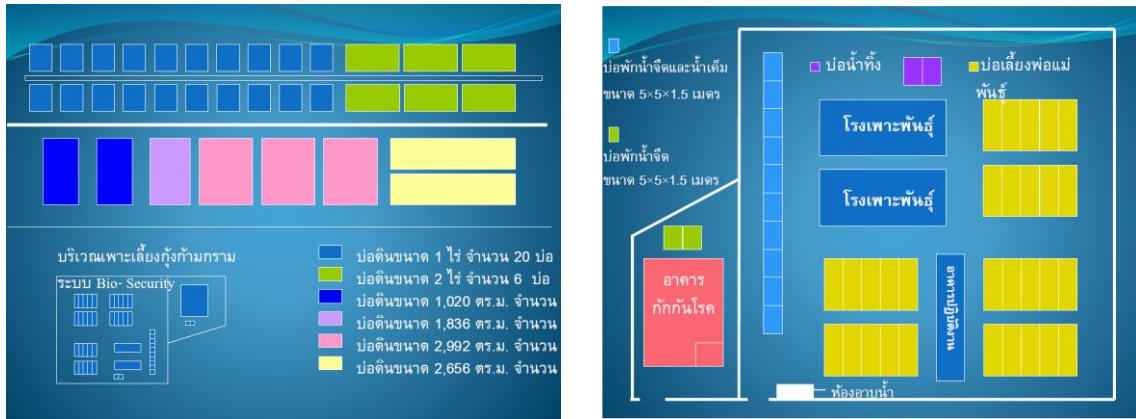 บริเวณเพาะเลี้ยงกุ้งก้ามกราม
ระบบ Bio- Security
บ่อดินขนาด 1 ไร่ จำนวน 20 บ่อ
บ่อดินขนาด 2 ไร่ จำนวน 6 บ่อ
บ่อดินขนาด 1,020 ตร.ม. จำนวน
บ่อดินขนาด 1,836 ตร.ม. จำนวน
บ่อดินขนาด 2,992 ตร.ม. จำนวน
บ่อดินขนาด 2,656 ตร.ม. จำนวน
บ่อพักน้ำจืดและน้ำเค็ม
ขนาด 5×5×1.5 เมตร
บ่อพักน้ำจืด
ขนาด 5×5×1.5 เมตร
บ่อน้ำทิ้ง
บ่อเลี้ยงพ่อแม่
พันธุ์
โรงเพาะพันธุ์
โรงเพาะพันธุ์
อาคาร
กักกันโรค
อาคารปฏิบัติงาน
ห้องอาบน้ำ